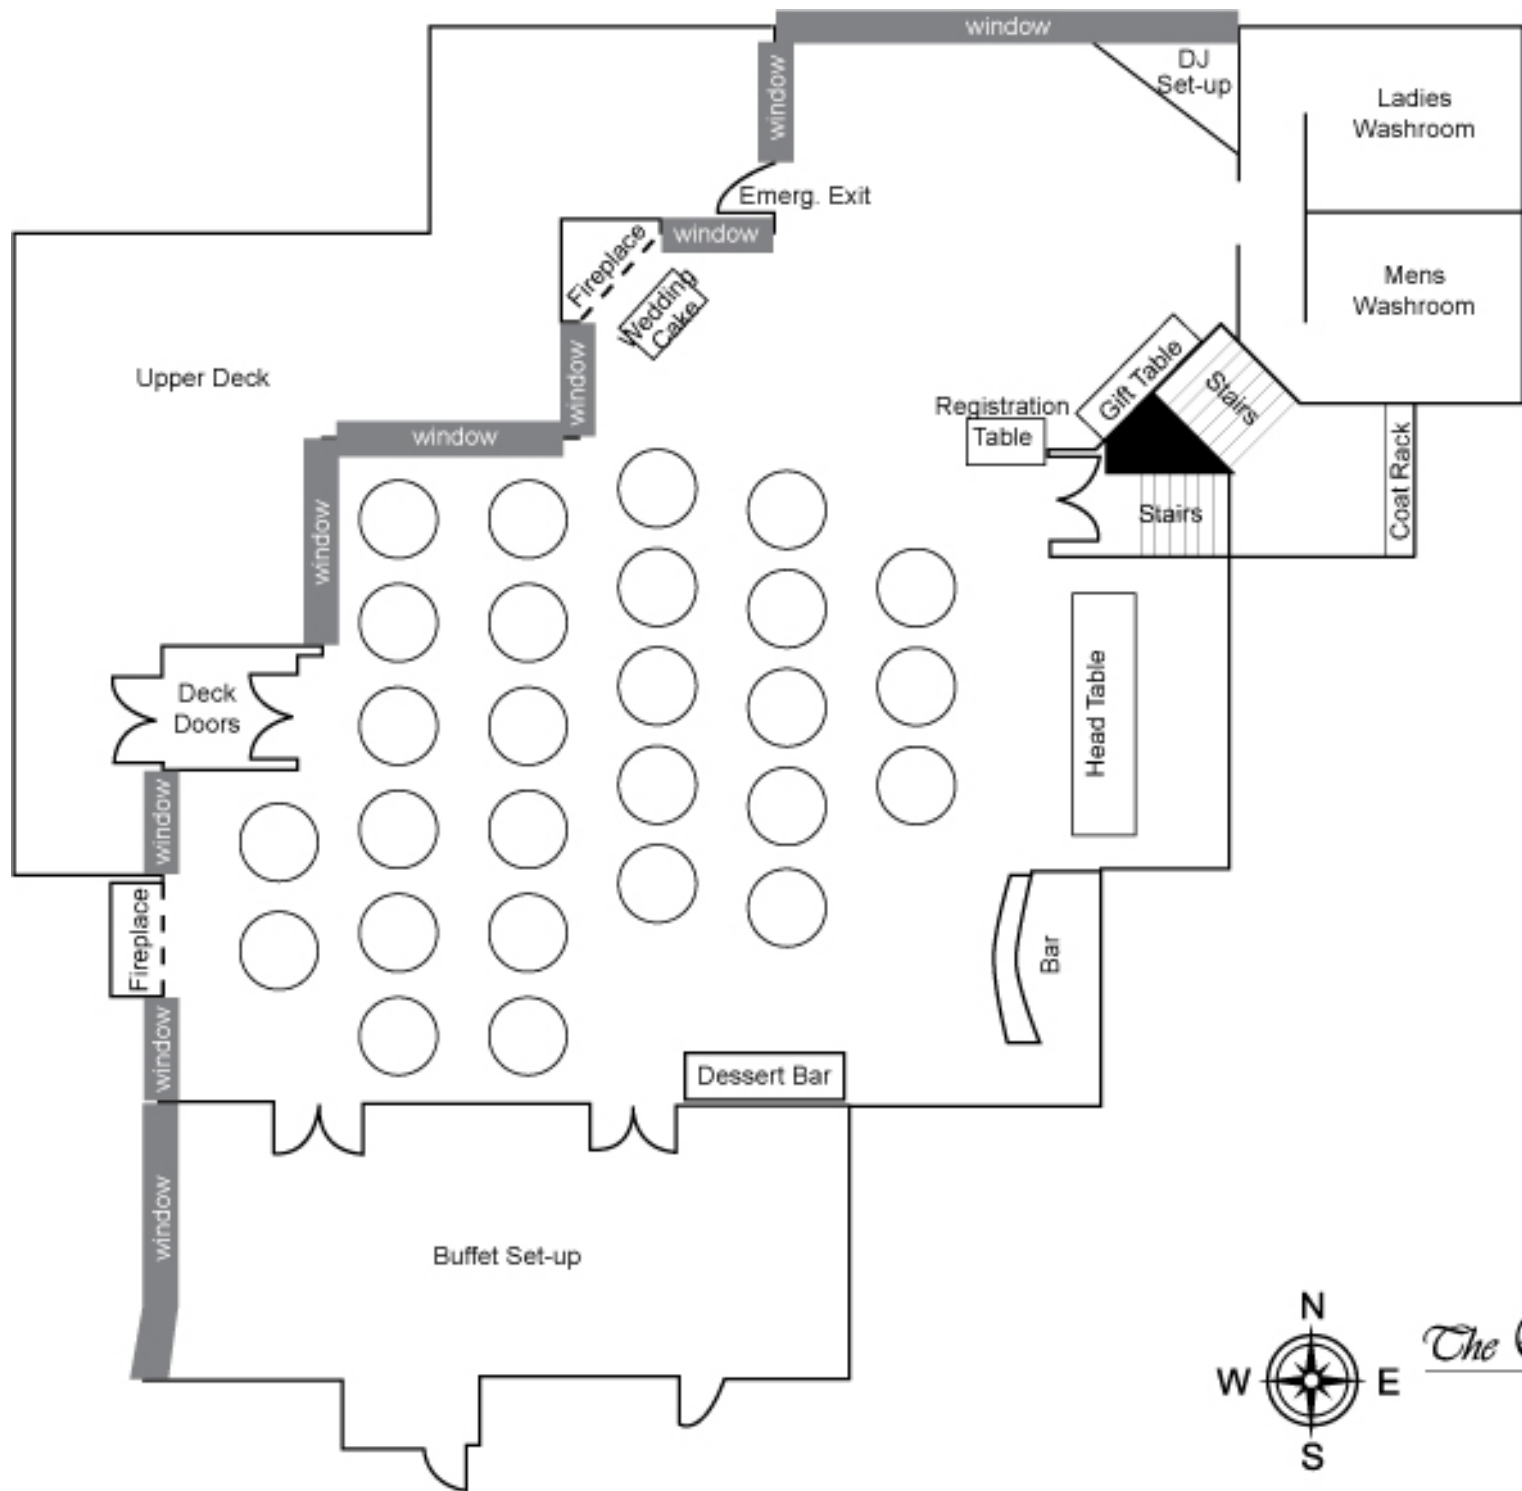 window
DJ
Set-up
window
Ladies
Washroom
Emerg. Exit
window
Fireplace
Wedding
Cake
Mens
Washroom
Upper Deck
window
Gift Table
Stairs
Registration
Table
window
Coat Rack
window
Stairs
Deck
Doors
Head Table
window
Fireplace
Bar
window
Dessert Bar
window
Buffet Set-up
N
W
E
S
The